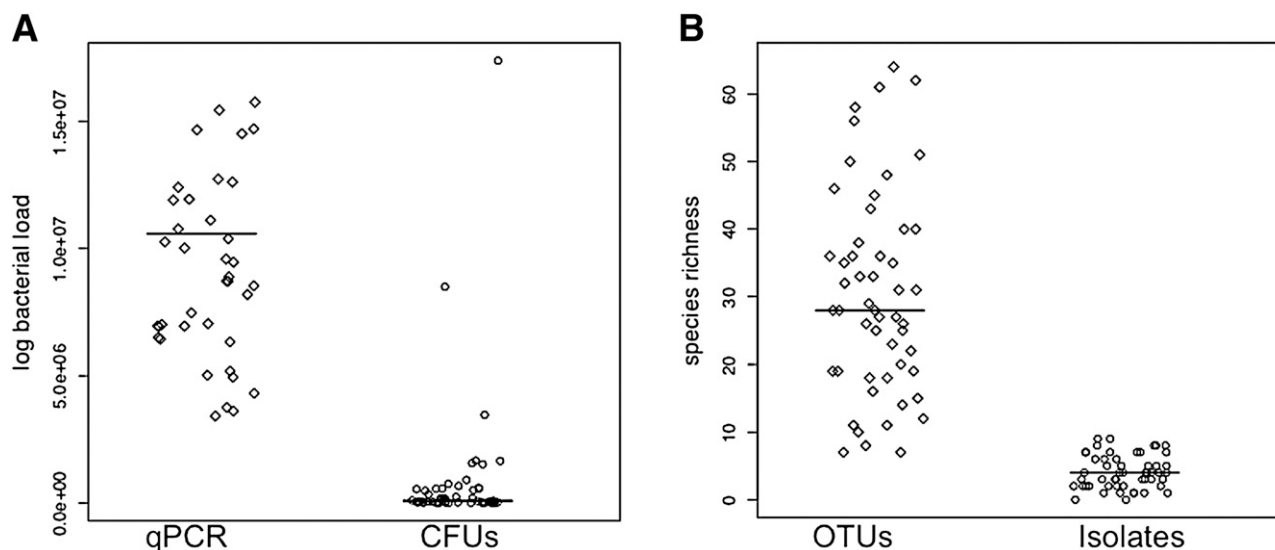 A
log bacterial load
1.5e+07
1.0e+07
5.0e+06
0.0e+00
qPCR CFUs
B
species richness
60
50
40
30
20
10
0
OTUs Isolates